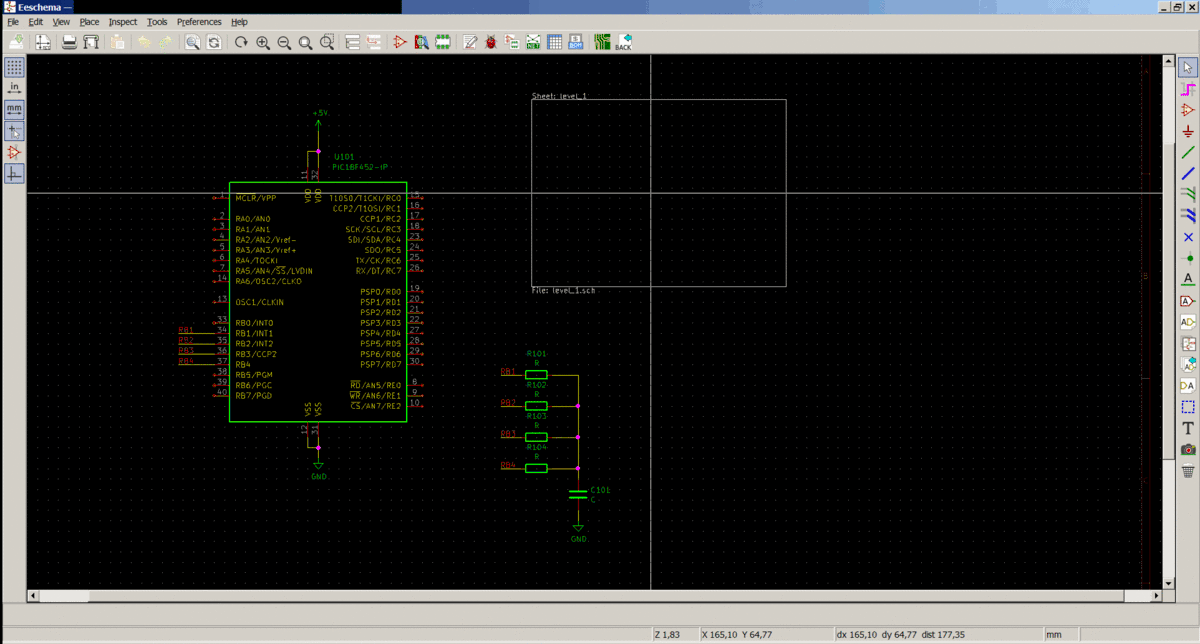 Eeschema —
File Edit View Place Inspect Tools Preferences Help
BACK
in
mm
Sheet: level_1
File: level_1.sch
+5V
U101
PIC18F452-IP
11 32
VDD VDD
1 MCLR/VPP
2 RA0/AN0
3 RA1/AN1
4 RA2/AN2/Vref-
5 RA3/AN3/Vref+
6 RA4/TOCKI
7 RA5/AN4/SS/LVDIN
14 RA6/OSC2/CLKO
13 OSC1/CLKIN
33 RB0/INT0
RB1 34 RB1/INT1
RB2 35 RB2/INT2
RB3 36 RB3/CCP2
RB4 37 RB4
38 RB5/PGM
39 RB6/PGC
40 RB7/PGD
T1OSO/T1CKI/RC0 15
CCP2/T1OSI/RC1 16
CCP1/RC2 17
SCK/SCL/RC3 18
SDI/SDA/RC4 23
SDO/RC5 24
TX/CK/RC6 25
RX/DT/RC7 26
PSP0/RD0 19
PSP1/RD1 20
PSP2/RD2 21
PSP3/RD3 22
PSP4/RD4 27
PSP5/RD5 28
PSP6/RD6 29
PSP7/RD7 30
RD/AN5/RE0 8
WR/AN6/RE1 9
CS/AN7/RE2 10
VSS VSS
12 31
GND
R101
R
RB1
R102
R
RB2
R103
R
RB3
R104
R
RB4
C101
C
GND
Z 1,83 X 165,10 Y 64,77 dx 165,10 dy 64,77 dist 177,35 mm